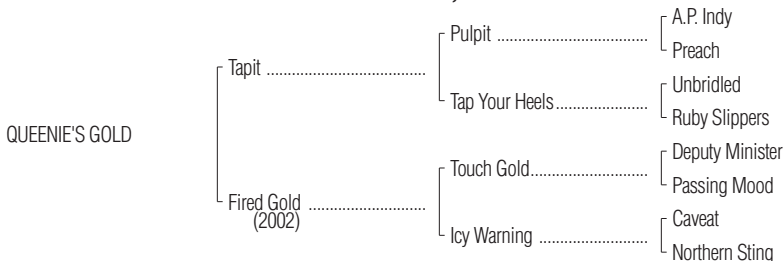 A.P. Indy
Pulpit ..........................................
Preach
Tapit ...........................................
Unbridled
Tap Your Heels.........................
Ruby Slippers
QUEENIE'S GOLD
Deputy Minister
Touch Gold................................
Passing Mood
Fired Gold ................................
(2002)
Caveat
Icy Warning ..............................
Northern Sting